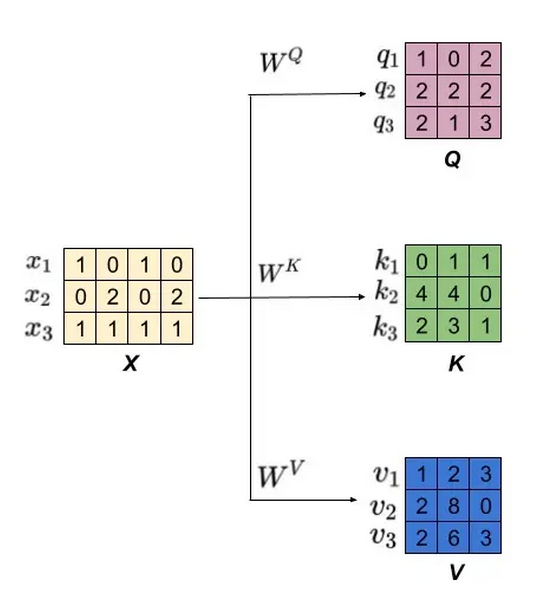 W^Q
q₁ 1 0 2
q₂ 2 2 2
q₃ 2 1 3
Q
x₁ 1 0 1 0
x₂ 0 2 0 2
x₃ 1 1 1 1
X
W^K
k₁ 0 1 1
k₂ 4 4 0
k₃ 2 3 1
K
W^V
v₁ 1 2 3
v₂ 2 8 0
v₃ 2 6 3
V